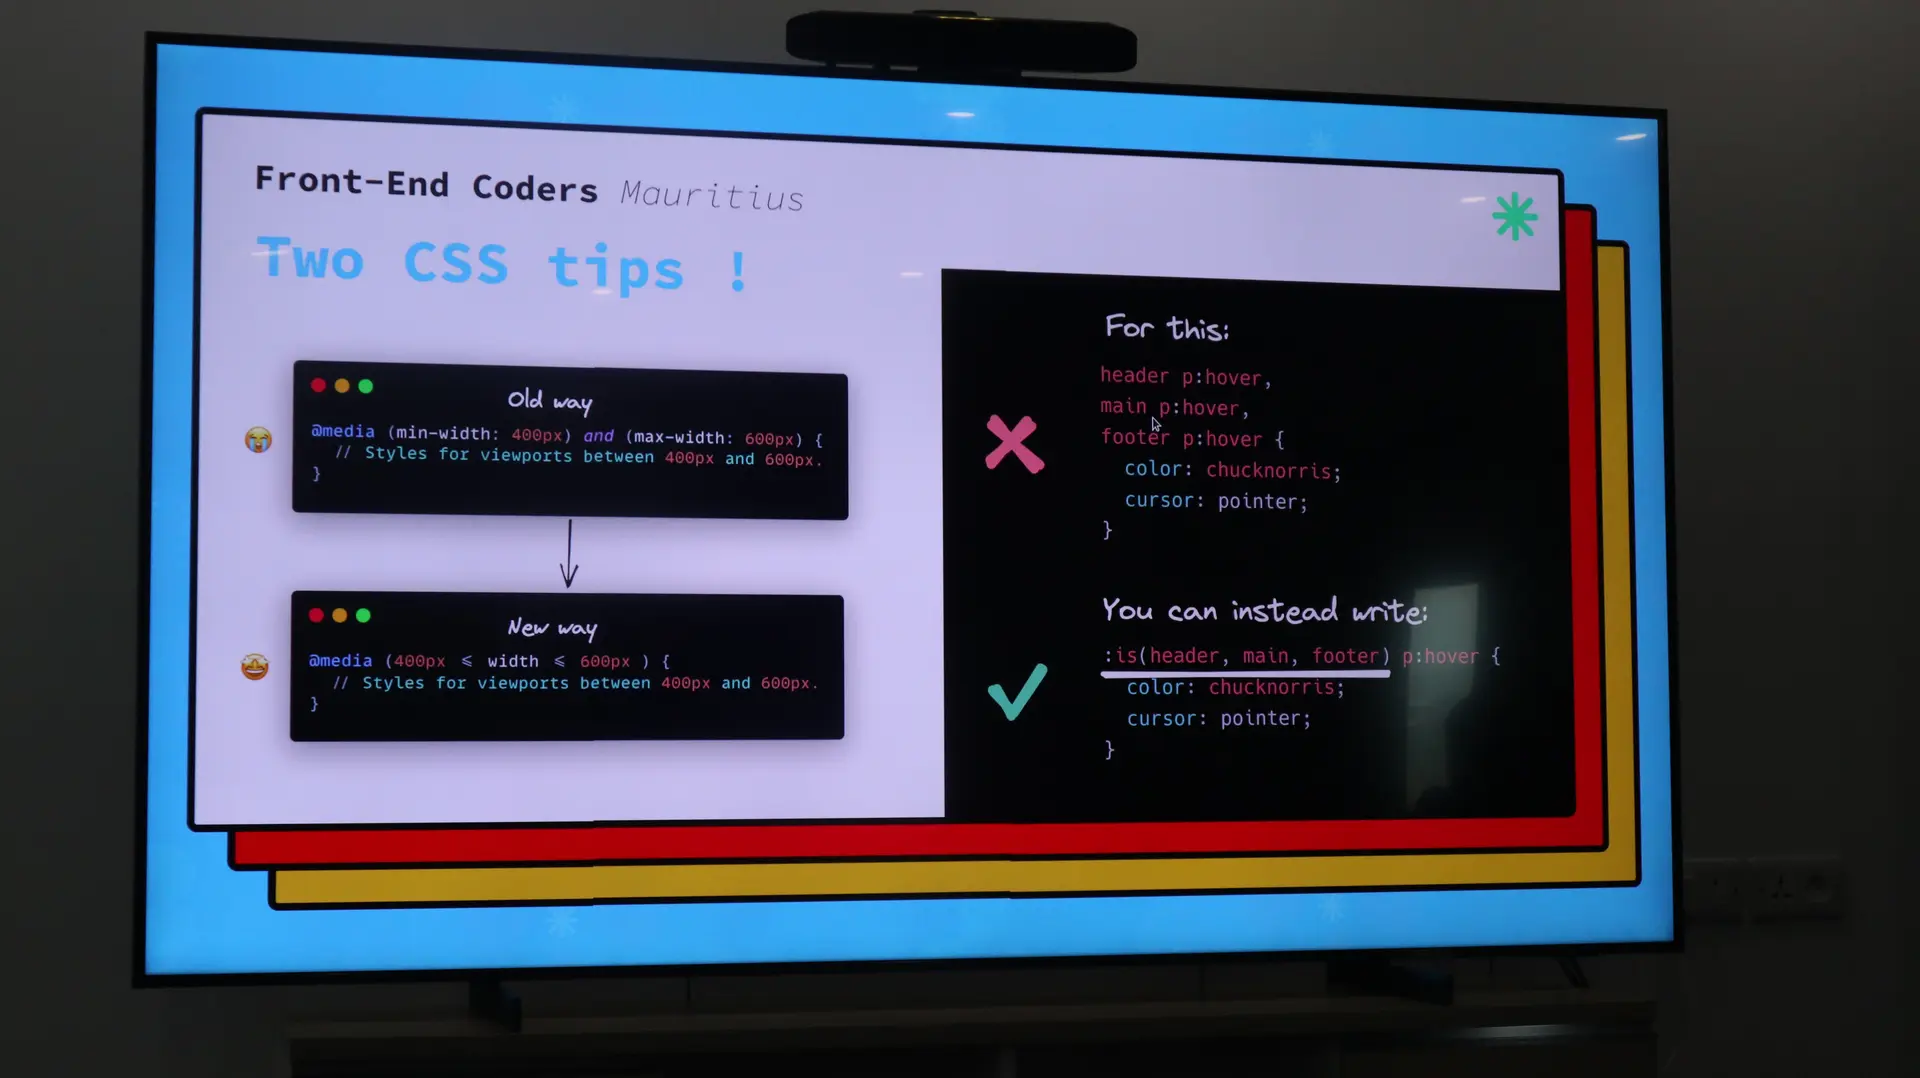 Front-End Coders Mauritius
Two CSS tips !
Old way
@media (min-width: 400px) and (max-width: 600px) {
// Styles for viewports between 400px and 600px.
}
New way
@media (400px ⩽ width ⩽ 600px ) {
// Styles for viewports between 400px and 600px.
}
For this:
header p:hover,
main p:hover,
footer p:hover {
color: chucknorris;
cursor: pointer;
}
You can instead write:
:is(header, main, footer) p:hover {
color: chucknorris;
cursor: pointer;
}